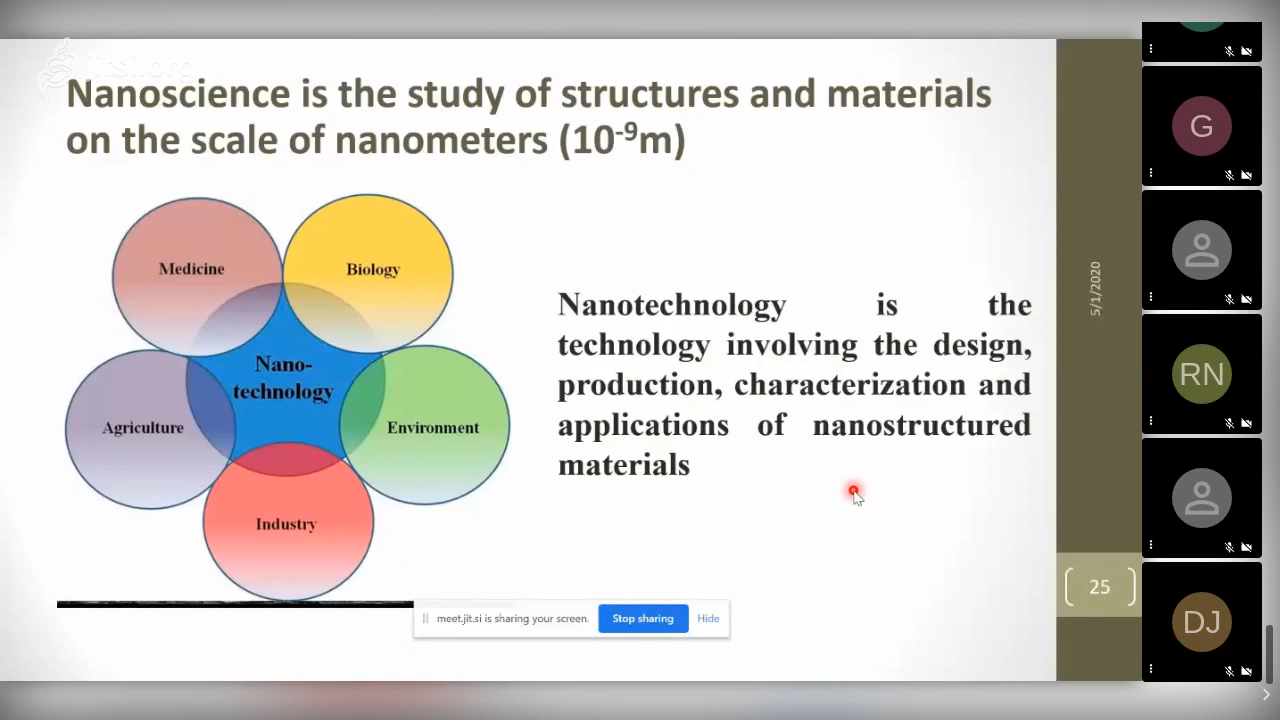 Jitsi.org
Nanoscience is the study of structures and materials
on the scale of nanometers (10⁻⁹m)
Medicine
Biology
Nano-
technology
Agriculture
Environment
Industry
Nanotechnology is the
technology involving the design,
production, characterization and
applications of nanostructured
materials
5/1/2020
25
meet.jit.si is sharing your screen.
Stop sharing
Hide
G
RN
DJ